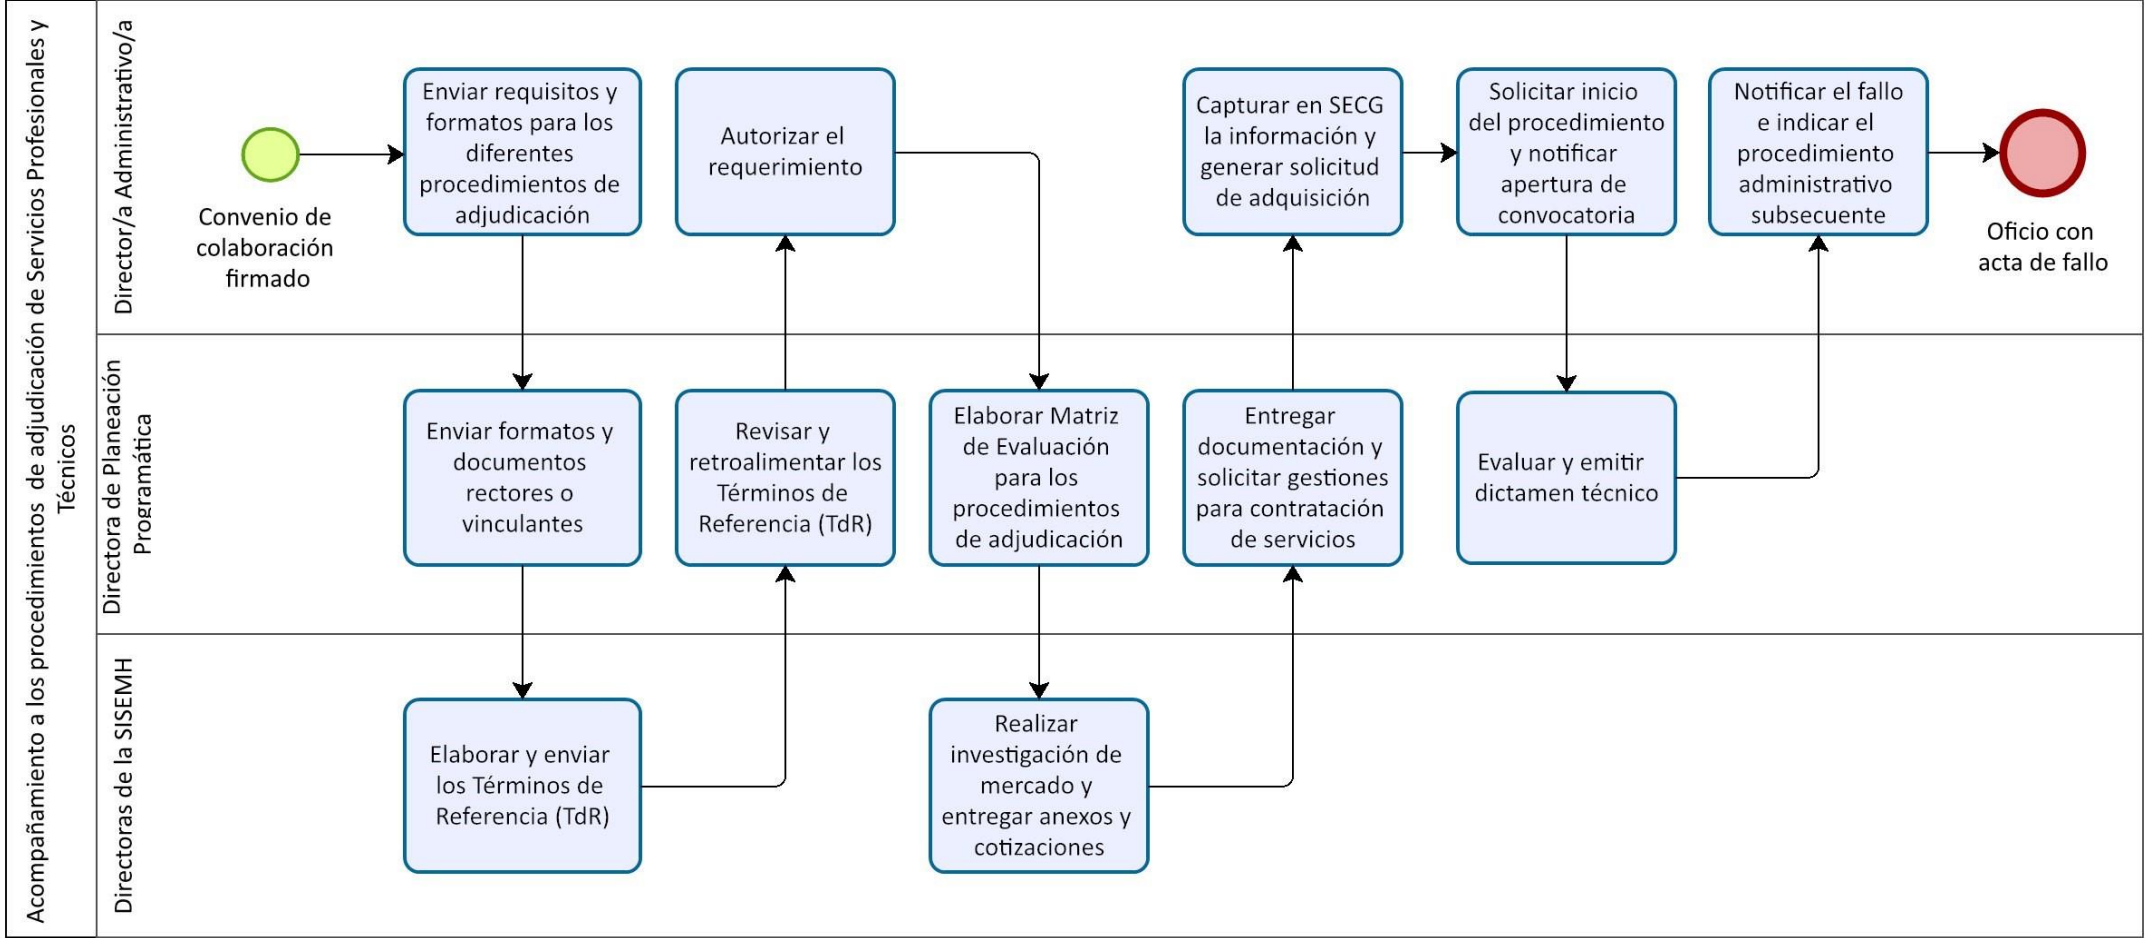 Acompañamiento a los procedimientos de adjudicación de Servicios Profesionales y
Técnicos
Director/a Administrativo/a
Convenio de
colaboración
firmado
Enviar requisitos y
formatos para los
diferentes
procedimientos de
adjudicación
Autorizar el
requerimiento
Capturar en SECG
la información y
generar solicitud
de adquisición
Solicitar inicio
del procedimiento
y notificar
apertura de
convocatoria
Notificar el fallo
e indicar el
procedimiento
administrativo
subsecuente
Oficio con
acta de fallo
Directora de Planeación
Programática
Enviar formatos y
documentos
rectores o
vinculantes
Revisar y
retroalimentar los
Términos de
Referencia (TdR)
Elaborar Matriz
de Evaluación
para los
procedimientos
de adjudicación
Entregar
documentación y
solicitar gestiones
para contratación
de servicios
Evaluar y emitir
dictamen técnico
Directoras de la SISEMH
Elaborar y enviar
los Términos de
Referencia (TdR)
Realizar
investigación de
mercado y
entregar anexos y
cotizaciones